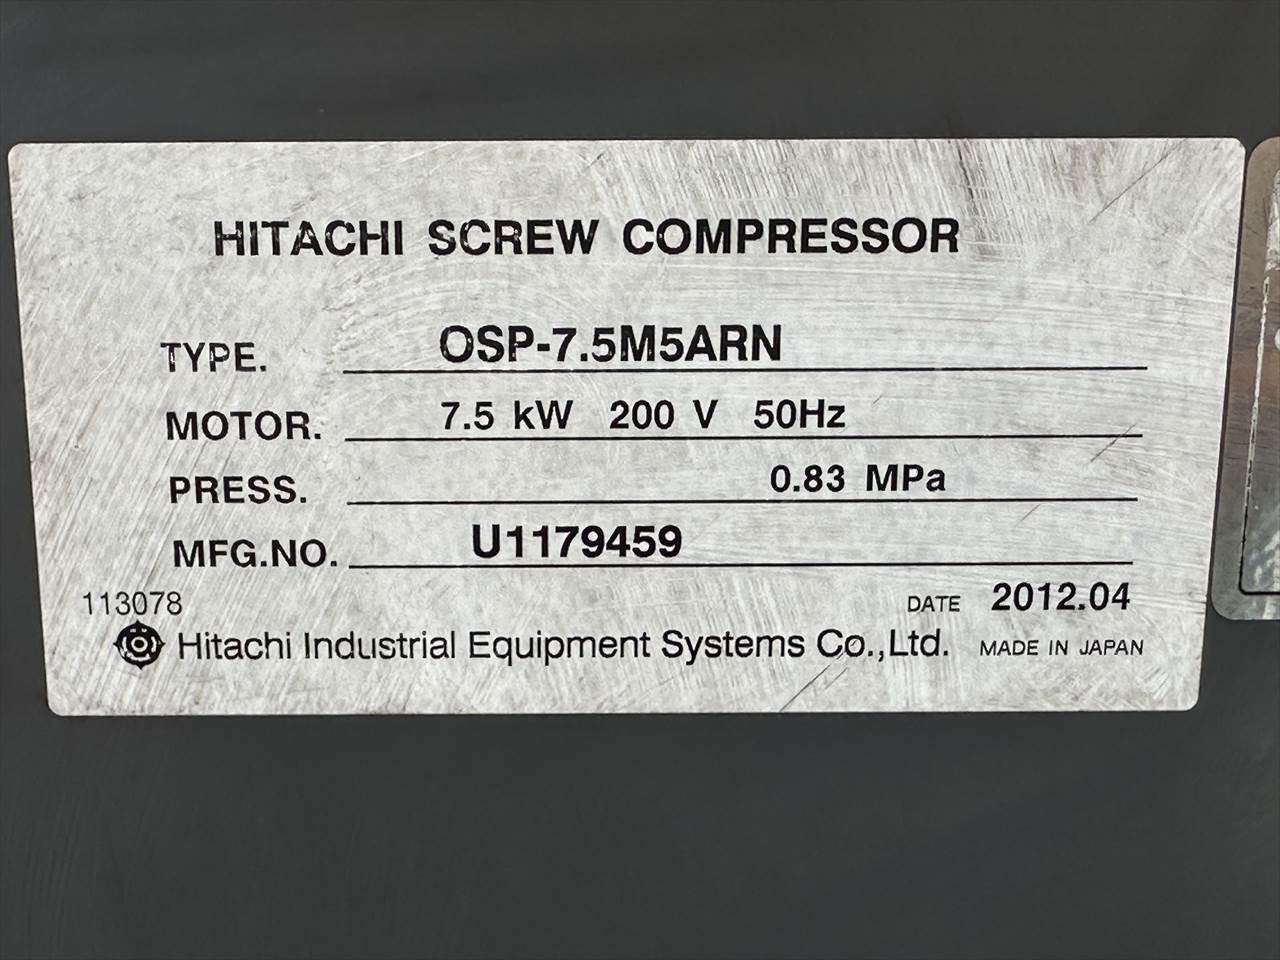 HITACHI SCREW COMPRESSOR
TYPE. OSP-7.5M5ARN
MOTOR. 7.5 kW 200 V 50Hz
PRESS. 0.83 MPa
MFG.NO. U1179459
113078 DATE 2012.04
Hitachi Industrial Equipment Systems Co.,Ltd. MADE IN JAPAN